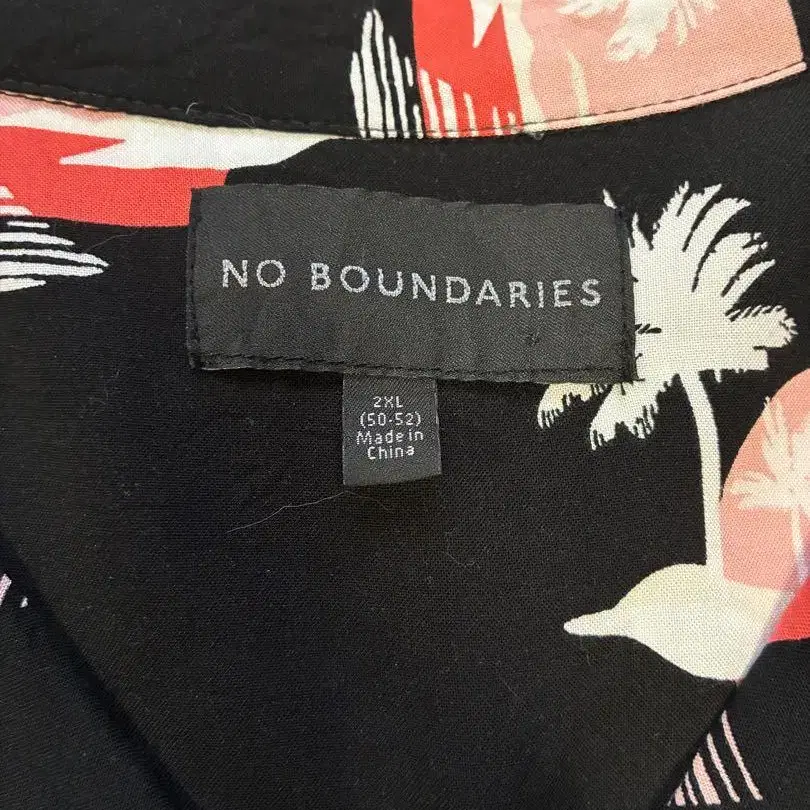 NO BOUNDARIES
2XL
(50-52)
Made in
China